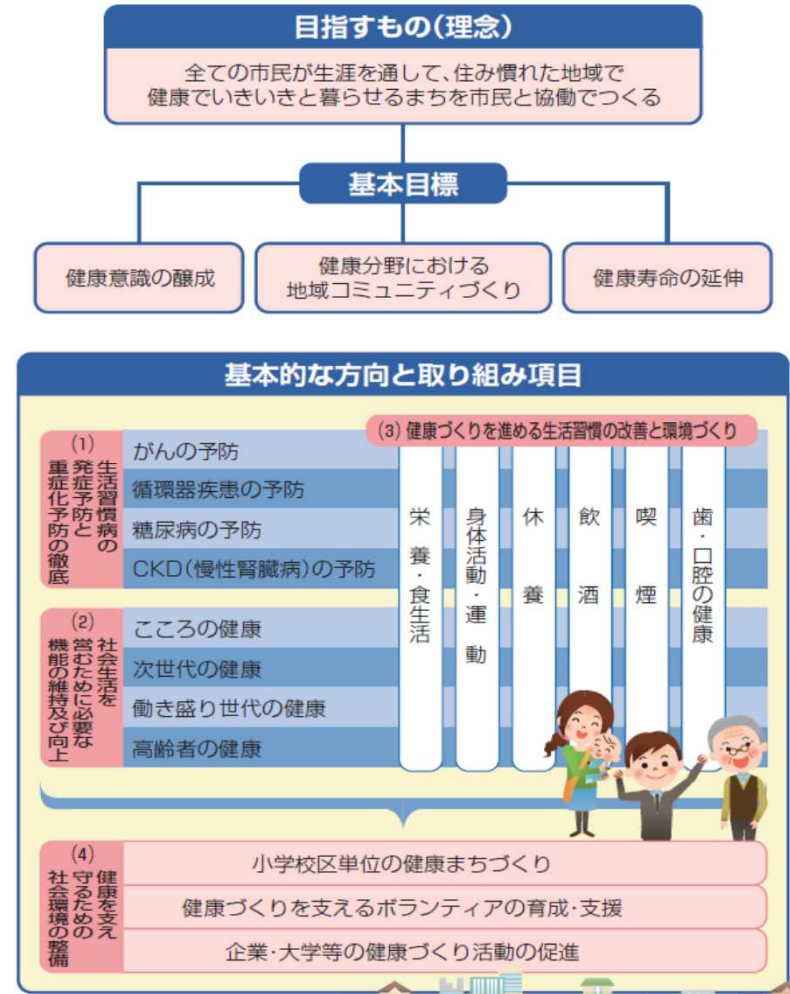 目指すもの(理念)
全ての市民が生涯を通して、住み慣れた地域で
健康でいきいきと暮らせるまちを市民と協働でつくる
基本目標
健康意識の醸成
健康分野における
地域コミュニティづくり
健康寿命の延伸
基本的な方向と取り組み項目
(1)
生活習慣病の
発症予防と
重症化予防の徹底
がんの予防
循環器疾患の予防
糖尿病の予防
CKD(慢性腎臓病)の予防
(2)
社会生活を
営むために必要な
機能の維持及び向上
こころの健康
次世代の健康
働き盛り世代の健康
高齢者の健康
(3)健康づくりを進める生活習慣の改善と環境づくり
栄養・食生活
身体活動・運動
休養
飲酒
喫煙
歯・口腔の健康
(4)
健康を支え
守るための
社会環境の整備
小学校区単位の健康まちづくり
健康づくりを支えるボランティアの育成・支援
企業・大学等の健康づくり活動の促進